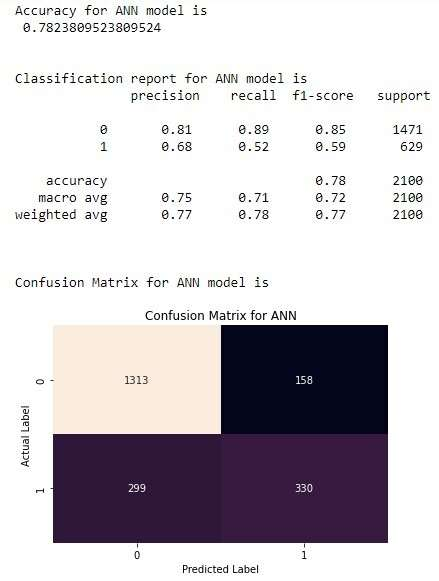 Accuracy for ANN model is
0.7823809523809524
Classification report for ANN model is
precision recall f1-score support
0 0.81 0.89 0.85 1471
1 0.68 0.52 0.59 629
accuracy 0.78 2100
macro avg 0.75 0.71 0.72 2100
weighted avg 0.77 0.78 0.77 2100
Confusion Matrix for ANN model is
Confusion Matrix for ANN
0 1313 158
Actual Label
1 299 330
0 1
Predicted Label